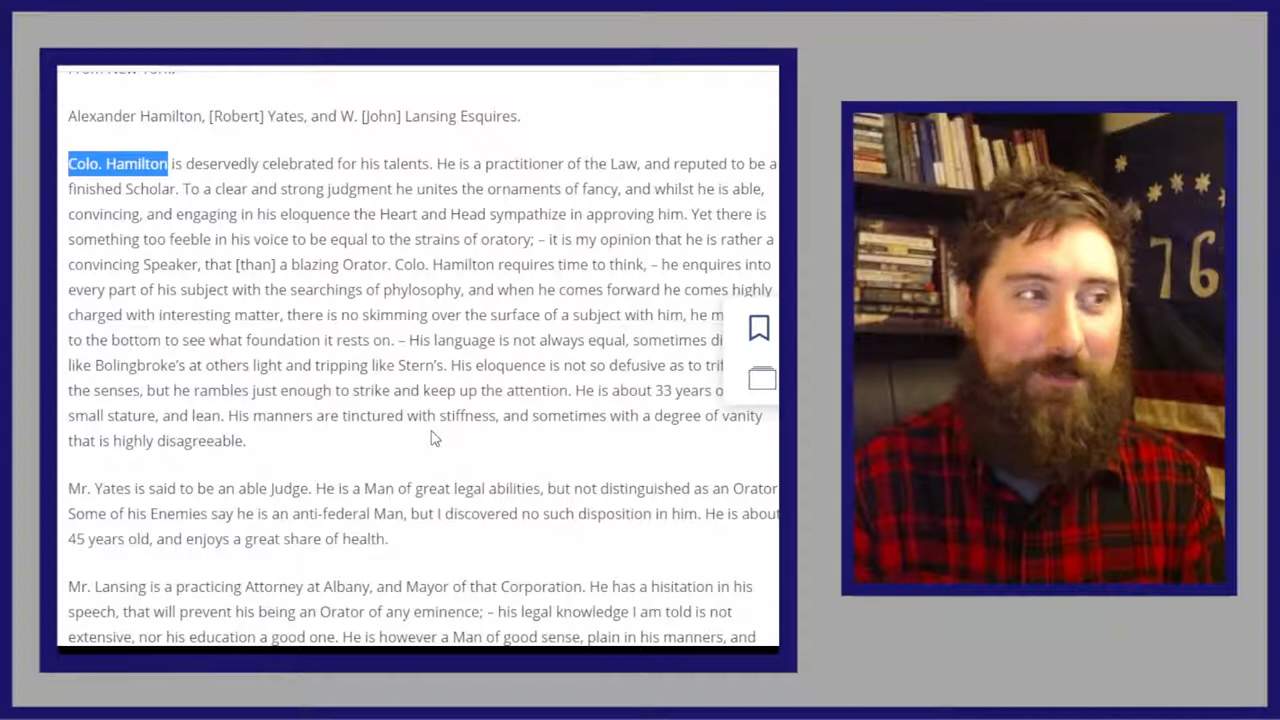 Alexander Hamilton, [Robert] Yates, and W. [John] Lansing Esquires.
Colo. Hamilton is deservedly celebrated for his talents. He is a practitioner of the Law, and reputed to be a
finished Scholar. To a clear and strong judgment he unites the ornaments of fancy, and whilst he is able,
convincing, and engaging in his eloquence the Heart and Head sympathize in approving him. Yet there is
something too feeble in his voice to be equal to the strains of oratory; – it is my opinion that he is rather a
convincing Speaker, that [than] a blazing Orator. Colo. Hamilton requires time to think, – he enquires into
every part of his subject with the searchings of phylosophy, and when he comes forward he comes highly
charged with interesting matter, there is no skimming over the surface of a subject with him, he
to the bottom to see what foundation it rests on. – His language is not always equal, sometimes
like Bolingbroke's at others light and tripping like Stern's. His eloquence is not so defusive as to
the senses, but he rambles just enough to strike and keep up the attention. He is about 33 years
small stature, and lean. His manners are tinctured with stiffness, and sometimes with a degree of vanity
that is highly disagreeable.
Mr. Yates is said to be an able Judge. He is a Man of great legal abilities, but not distinguished as an Orator
Some of his Enemies say he is an anti-federal Man, but I discovered no such disposition in him. He is about
45 years old, and enjoys a great share of health.
Mr. Lansing is a practicing Attorney at Albany, and Mayor of that Corporation. He has a hisitation in his
speech, that will prevent his being an Orator of any eminence; – his legal knowledge I am told is not
extensive, nor his education a good one. He is however a Man of good sense, plain in his manners, and
76